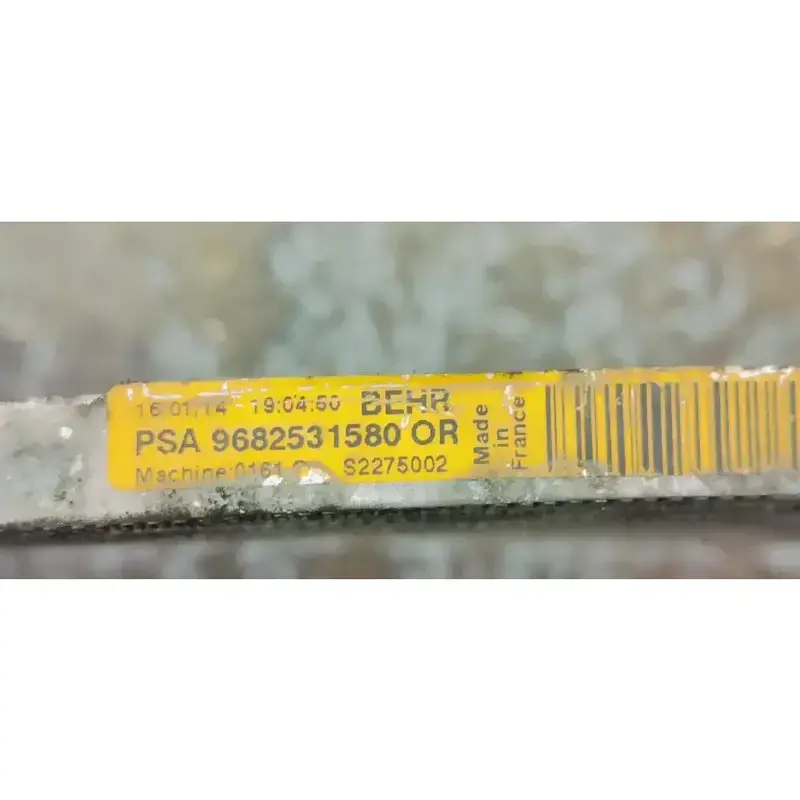 16/01/14 - 19:04:50 BEHR
PSA 9682531580 OR
Machine:0161 S2275002
Made
in
France